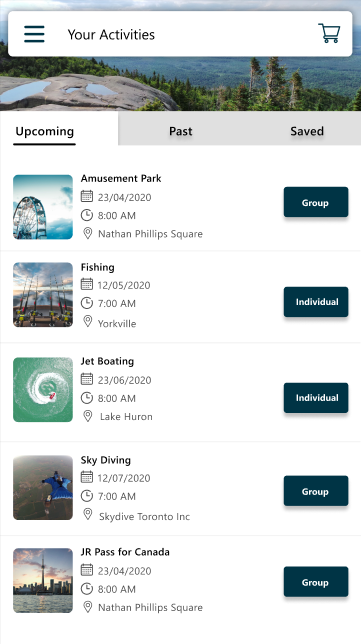 Your Activities
Upcoming
Past
Saved
Amusement Park
23/04/2020
8:00 AM
Nathan Phillips Square
Group
Fishing
12/05/2020
7:00 AM
Yorkville
Individual
Jet Boating
23/06/2020
8:00 AM
Lake Huron
Individual
Sky Diving
12/07/2020
7:00 AM
Skydive Toronto Inc
Group
JR Pass for Canada
23/04/2020
8:00 AM
Nathan Phillips Square
Group